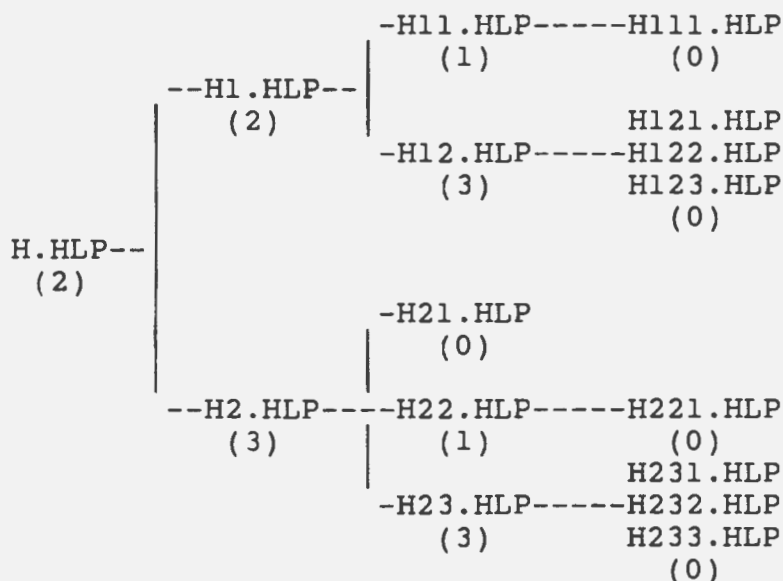 -H11.HLP-----H111.HLP
(1) (0)
--H1.HLP--
(2) H121.HLP
-H12.HLP-----H122.HLP
(3) H123.HLP
(0)
H.HLP--
(2)
-H21.HLP
(0)
--H2.HLP----H22.HLP-----H221.HLP
(3) (1) (0)
H231.HLP
-H23.HLP-----H232.HLP
(3) H233.HLP
(0)